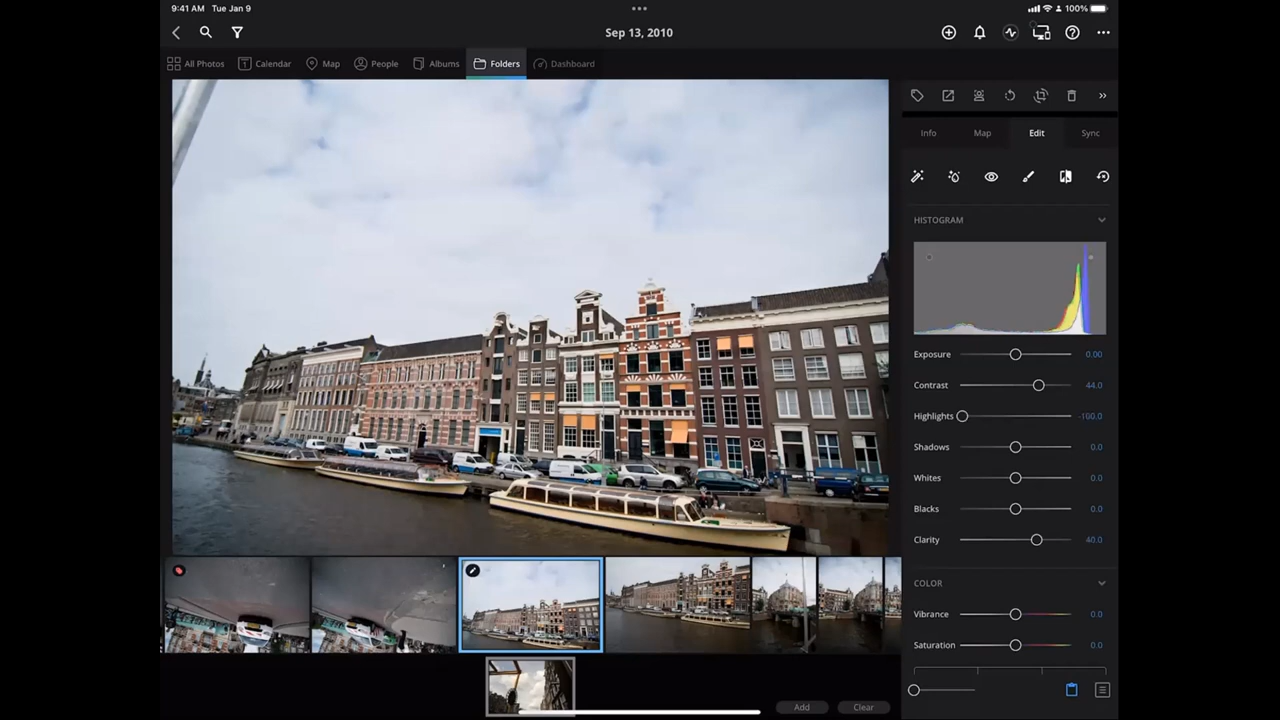 9:41 AM Tue Jan 9
100%
Sep 13, 2010
All Photos Calendar Map People Albums Folders Dashboard
Info Map Edit Sync
HISTOGRAM
Exposure 0.00
Contrast 44.0
Highlights -100.0
Shadows 0.0
Whites 0.0
Blacks 0.0
Clarity 40.0
COLOR
Vibrance 0.0
Saturation 0.0
Add Clear